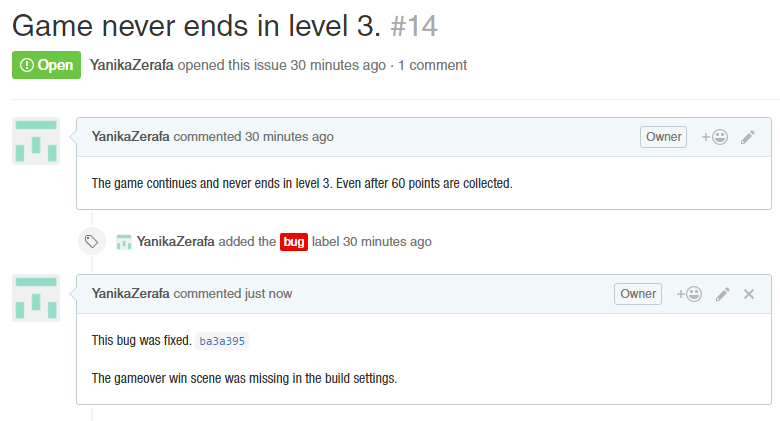 Game never ends in level 3. #14
Open YanikaZerafa opened this issue 30 minutes ago · 1 comment
YanikaZerafa commented 30 minutes ago Owner
The game continues and never ends in level 3. Even after 60 points are collected.
YanikaZerafa added the bug label 30 minutes ago
YanikaZerafa commented just now Owner
This bug was fixed. ba3a395
The gameover win scene was missing in the build settings.